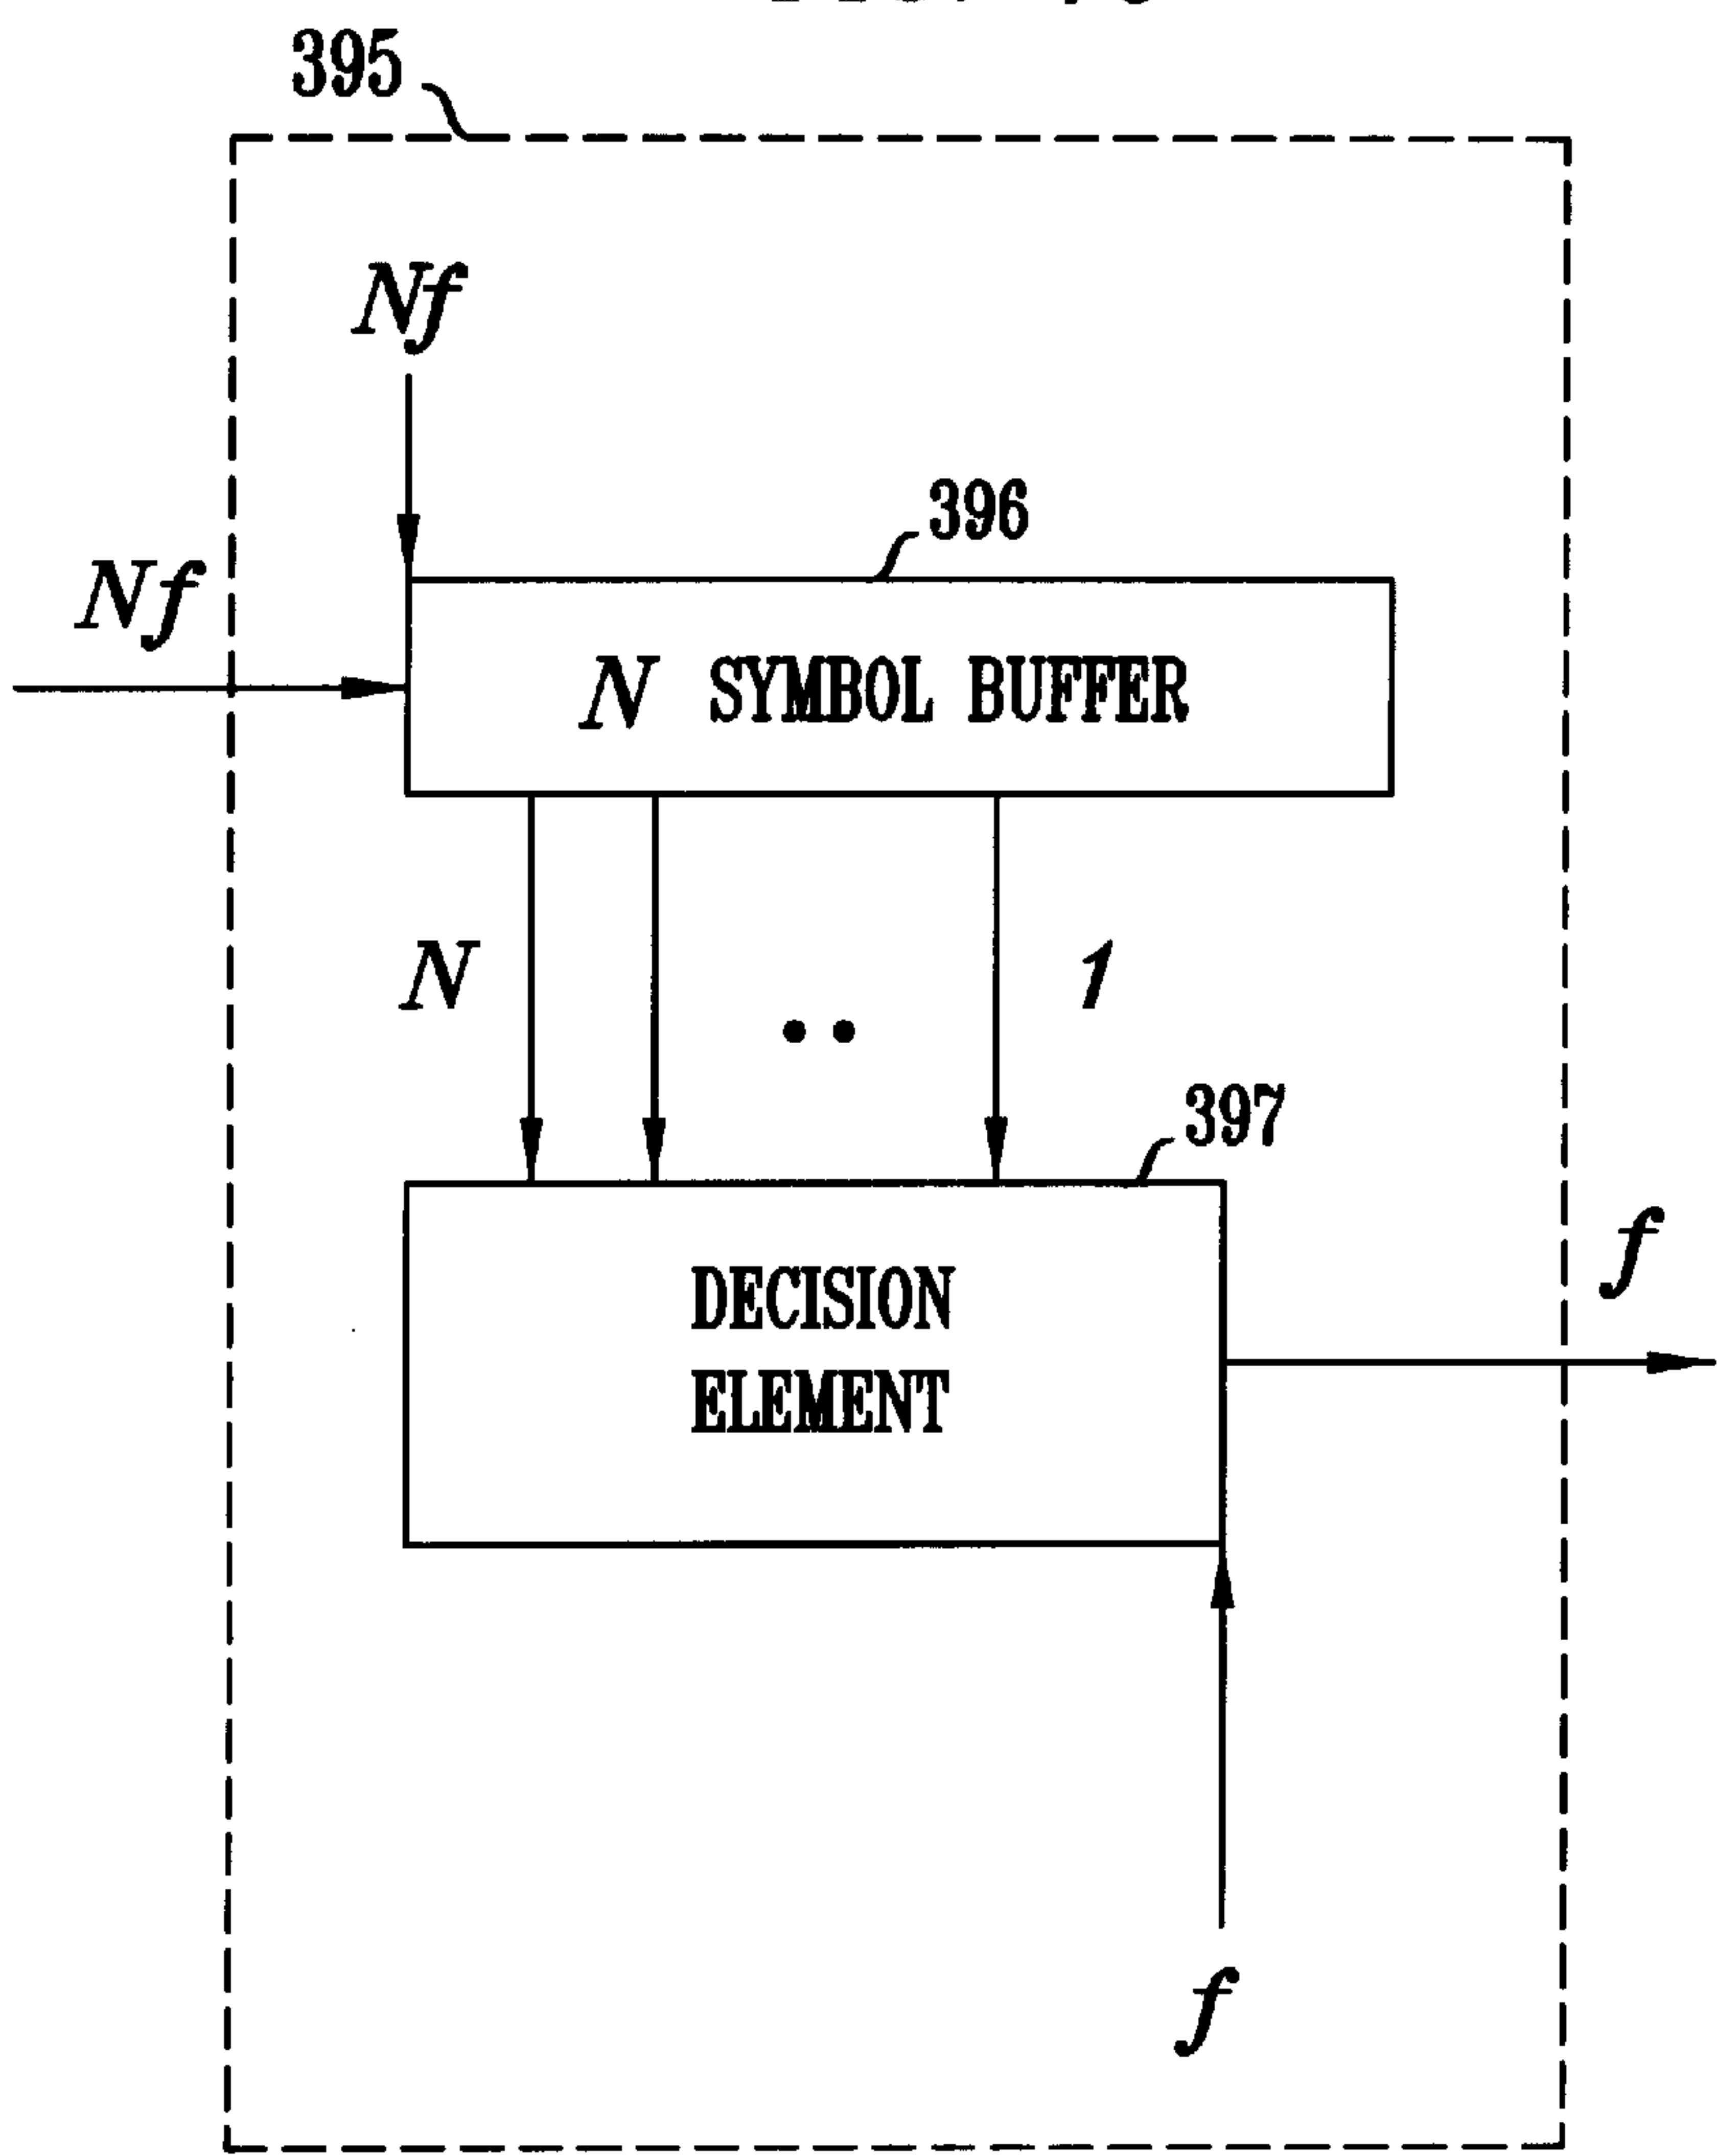 395
Nf
396
Nf
N SYMBOL BUFFER
N
1
397
f
DECISION
ELEMENT
f